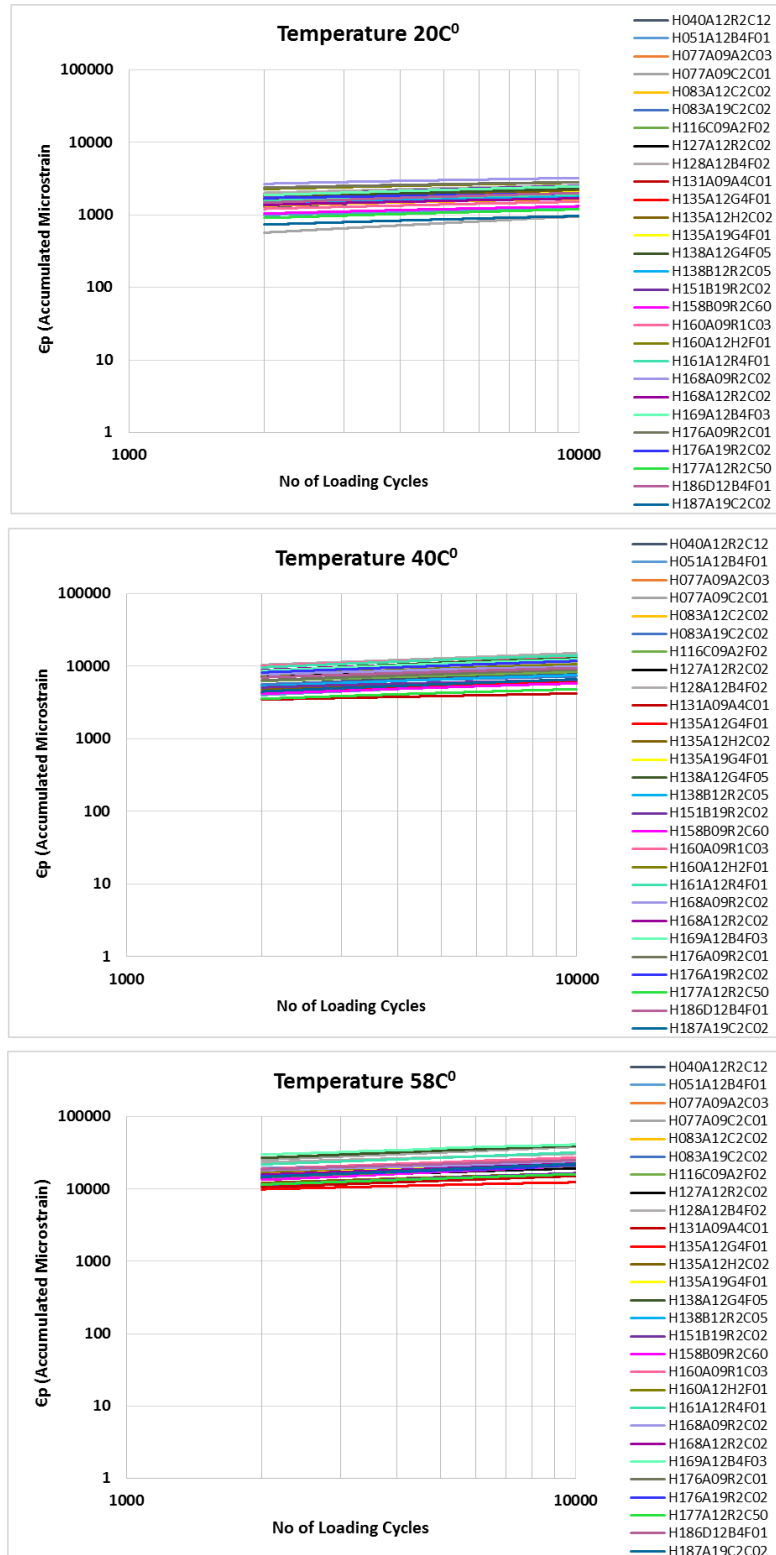 Temperature 20C⁰
100000
10000
1000
100
10
1
1000
10000
Єp (Accumulated Microstrain
No of Loading Cycles
H040A12R2C12
H051A12B4F01
H077A09A2C03
H077A09C2C01
H083A12C2C02
H083A19C2C02
H116C09A2F02
H127A12R2C02
H128A12B4F02
H131A09A4C01
H135A12G4F01
H135A12H2C02
H135A19G4F01
H138A12G4F05
H138B12R2C05
H151B19R2C02
H158B09R2C60
H160A09R1C03
H160A12H2F01
H161A12R4F01
H168A09R2C02
H168A12R2C02
H169A12B4F03
H176A09R2C01
H176A19R2C02
H177A12R2C50
H186D12B4F01
H187A19C2C02
Temperature 40C⁰
100000
10000
1000
100
10
1
1000
10000
Єp (Accumulated Microstrain
No of Loading Cycles
H040A12R2C12
H051A12B4F01
H077A09A2C03
H077A09C2C01
H083A12C2C02
H083A19C2C02
H116C09A2F02
H127A12R2C02
H128A12B4F02
H131A09A4C01
H135A12G4F01
H135A12H2C02
H135A19G4F01
H138A12G4F05
H138B12R2C05
H151B19R2C02
H158B09R2C60
H160A09R1C03
H160A12H2F01
H161A12R4F01
H168A09R2C02
H168A12R2C02
H169A12B4F03
H176A09R2C01
H176A19R2C02
H177A12R2C50
H186D12B4F01
H187A19C2C02
Temperature 58C⁰
100000
10000
1000
100
10
1
1000
10000
Єp (Accumulated Microstrain)
No of Loading Cycles
H040A12R2C12
H051A12B4F01
H077A09A2C03
H077A09C2C01
H083A12C2C02
H083A19C2C02
H116C09A2F02
H127A12R2C02
H128A12B4F02
H131A09A4C01
H135A12G4F01
H135A12H2C02
H135A19G4F01
H138A12G4F05
H138B12R2C05
H151B19R2C02
H158B09R2C60
H160A09R1C03
H160A12H2F01
H161A12R4F01
H168A09R2C02
H168A12R2C02
H169A12B4F03
H176A09R2C01
H176A19R2C02
H177A12R2C50
H186D12B4F01
H187A19C2C02